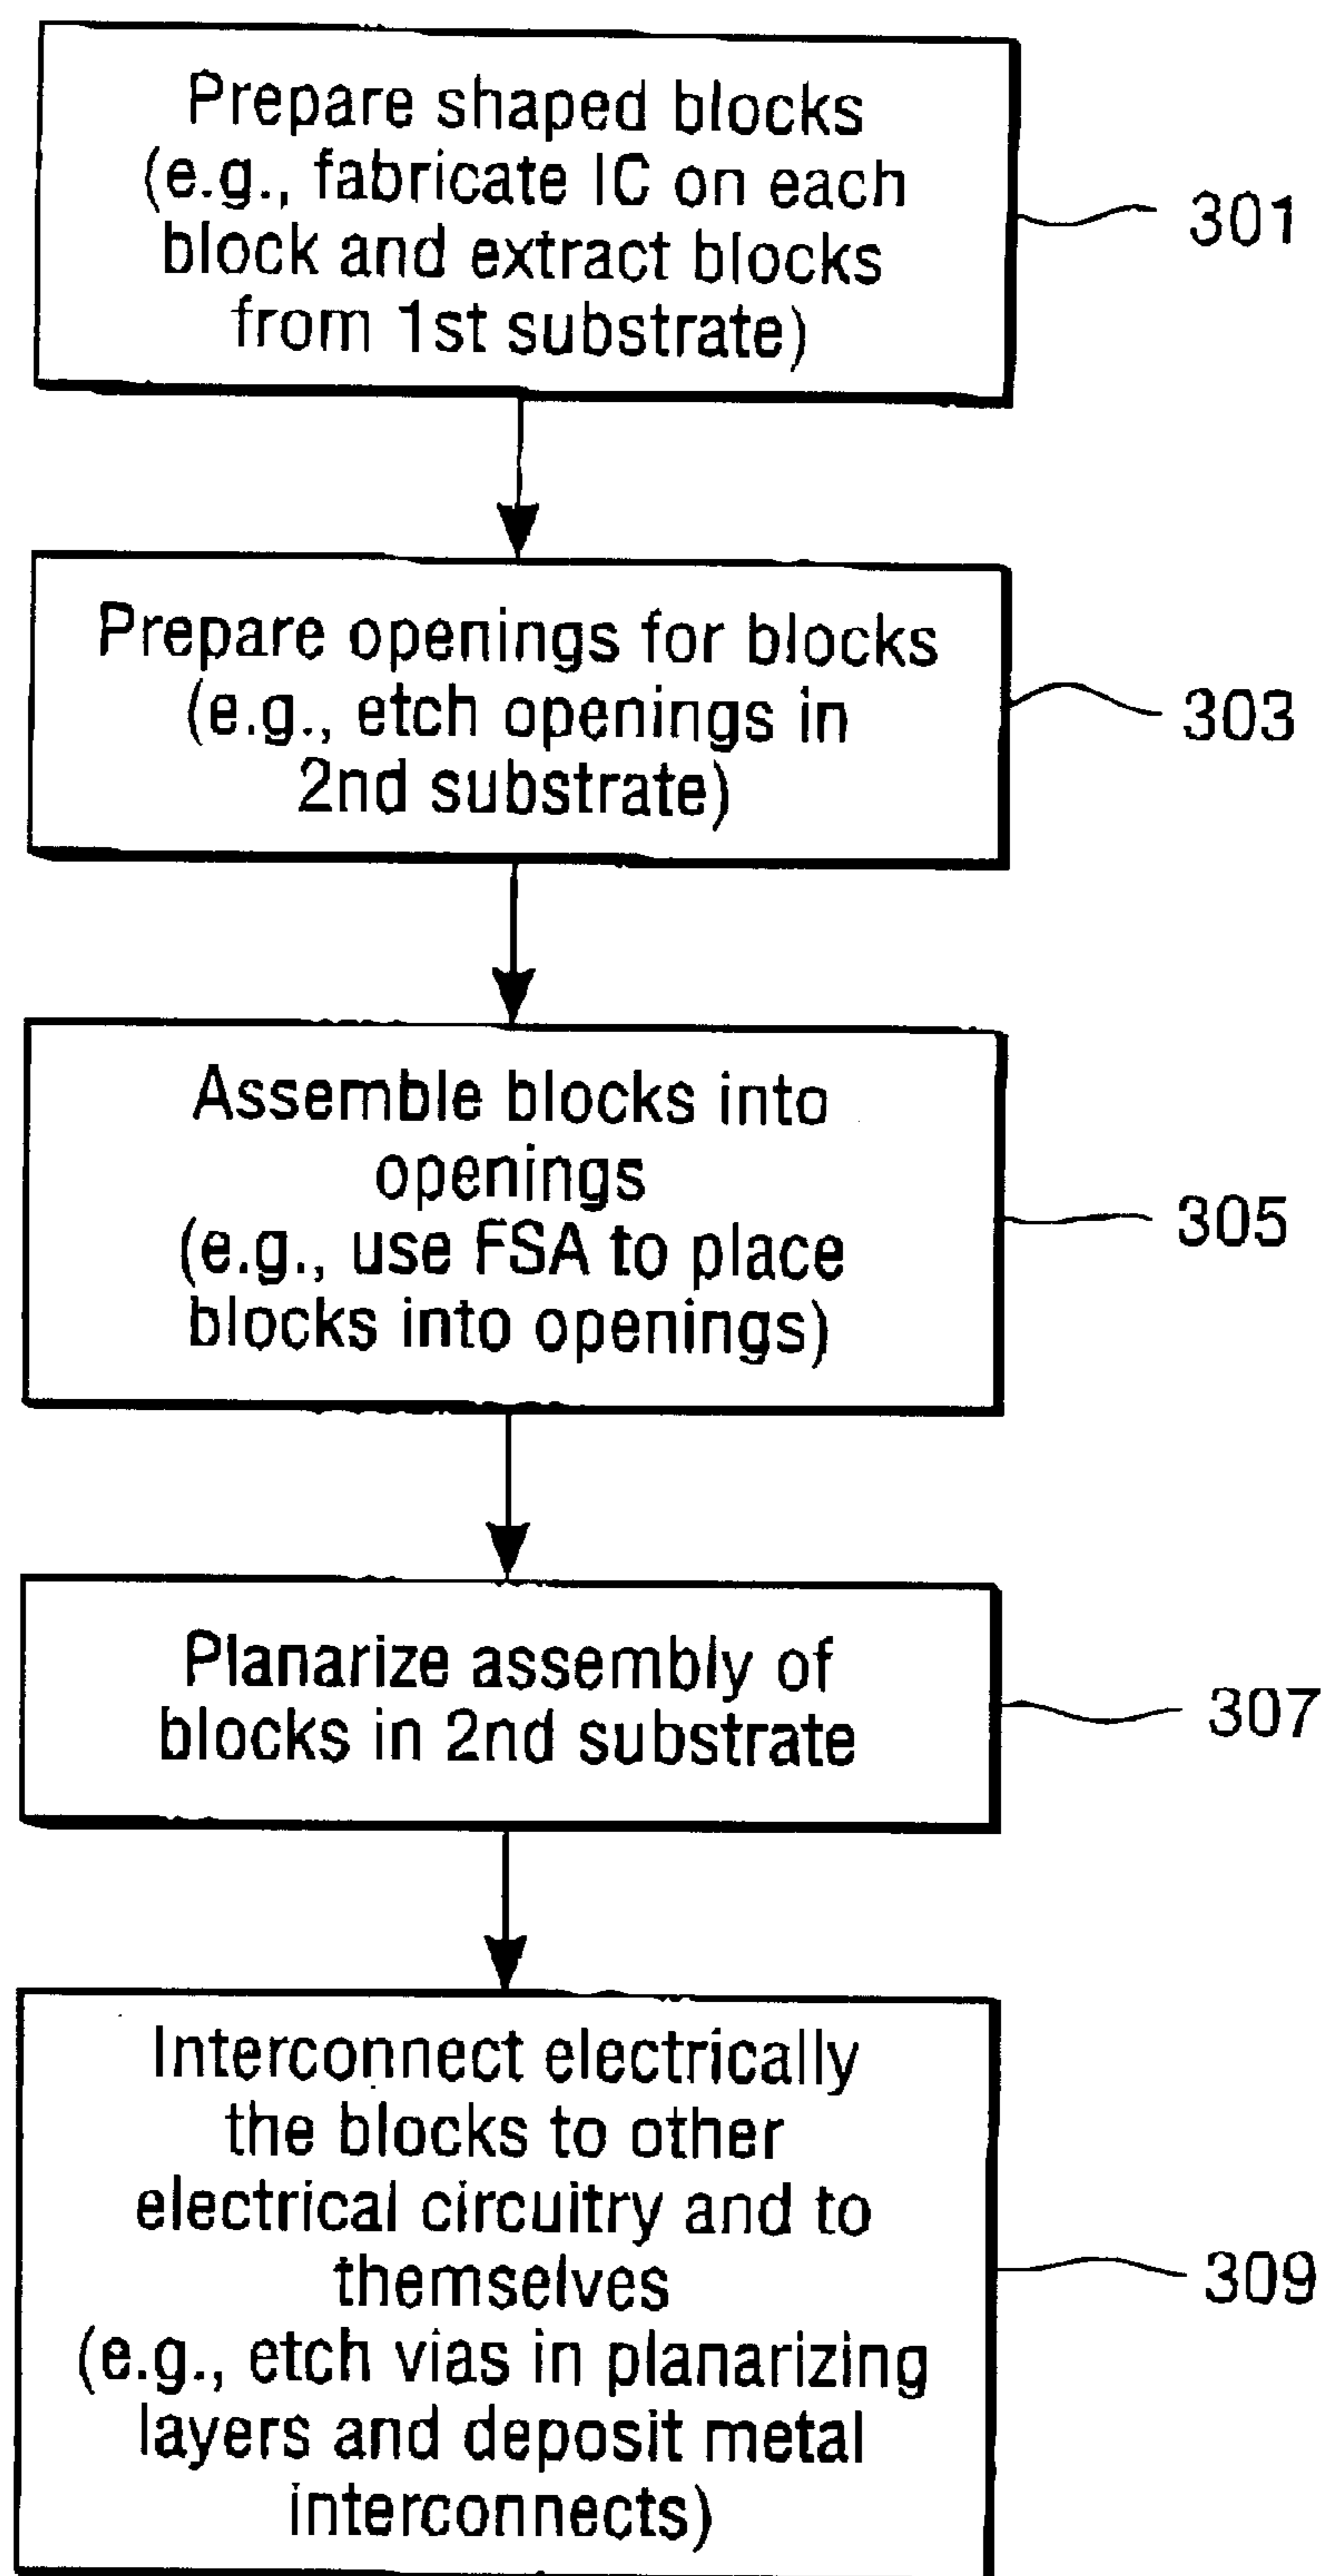 Prepare shaped blocks
(e.g., fabricate IC on each
block and extract blocks
from 1st substrate)
301
Prepare openings for blocks
(e.g., etch openings in
2nd substrate)
303
Assemble blocks into
openings
(e.g., use FSA to place
blocks into openings)
305
Planarize assembly of
blocks in 2nd substrate
307
Interconnect electrically
the blocks to other
electrical circuitry and to
themselves
(e.g., etch vias in planarizing
layers and deposit metal
interconnects)
309